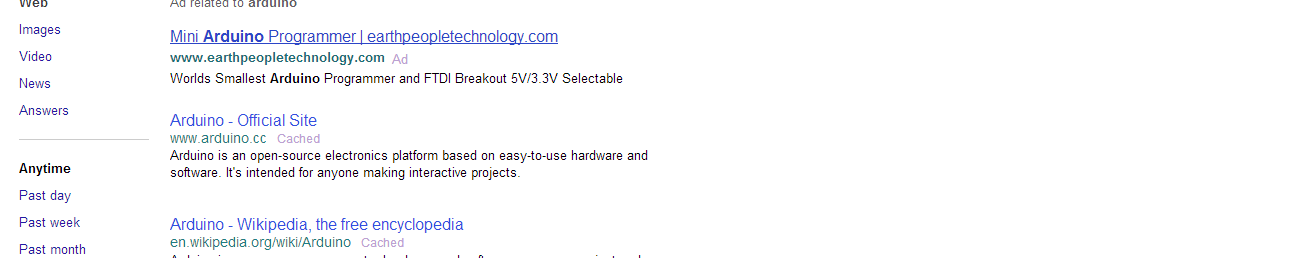 Web
Images
Video
News
Answers
Anytime
Past day
Past week
Past month
Ad related to arduino
Mini Arduino Programmer | earthpeopletechnology.com
www.earthpeopletechnology.com Ad
Worlds Smallest Arduino Programmer and FTDI Breakout 5V/3.3V Selectable
Arduino - Official Site
www.arduino.cc Cached
Arduino is an open-source electronics platform based on easy-to-use hardware and
software. It's intended for anyone making interactive projects.
Arduino - Wikipedia, the free encyclopedia
en.wikipedia.org/wiki/Arduino Cached